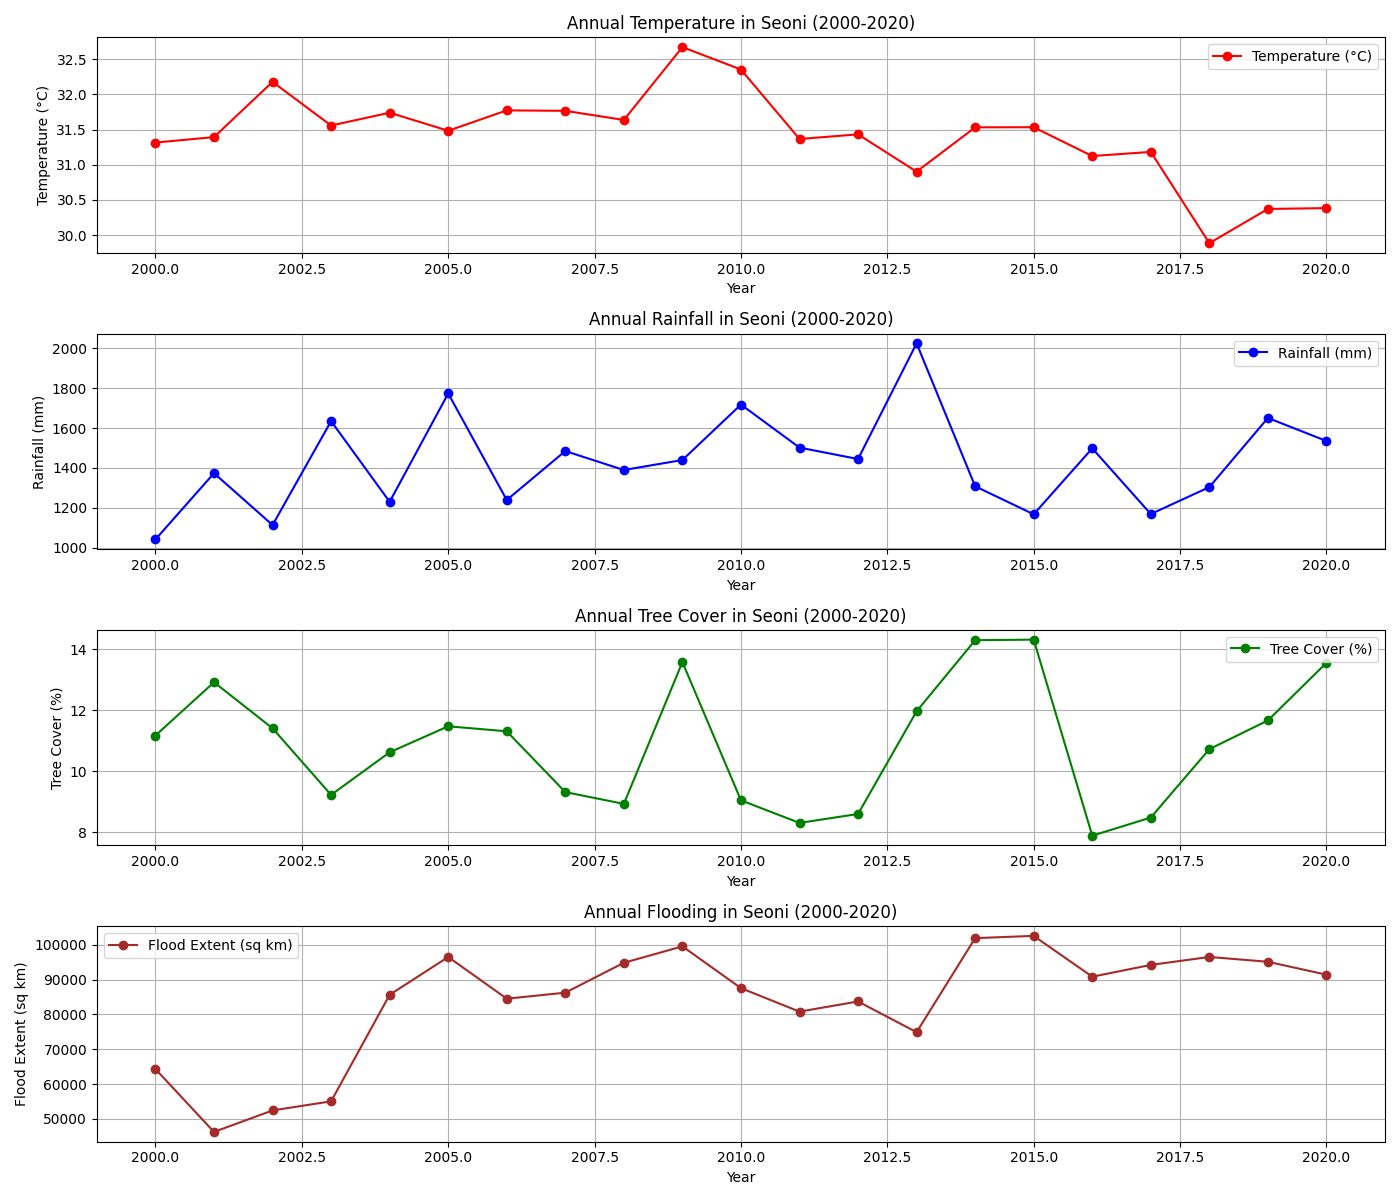 Annual Temperature in Seoni (2000-2020)
Temperature (°C)
Temperature (°C)
32.5
32.0
31.5
31.0
30.5
30.0
2000.0 2002.5 2005.0 2007.5 2010.0 2012.5 2015.0 2017.5 2020.0
Year
Annual Rainfall in Seoni (2000-2020)
Rainfall (mm)
Rainfall (mm)
2000
1800
1600
1400
1200
1000
2000.0 2002.5 2005.0 2007.5 2010.0 2012.5 2015.0 2017.5 2020.0
Year
Annual Tree Cover in Seoni (2000-2020)
Tree Cover (%)
Tree Cover (%)
14
12
10
8
2000.0 2002.5 2005.0 2007.5 2010.0 2012.5 2015.0 2017.5 2020.0
Year
Annual Flooding in Seoni (2000-2020)
Flood Extent (sq km)
Flood Extent (sq km)
100000
90000
80000
70000
60000
50000
2000.0 2002.5 2005.0 2007.5 2010.0 2012.5 2015.0 2017.5 2020.0
Year